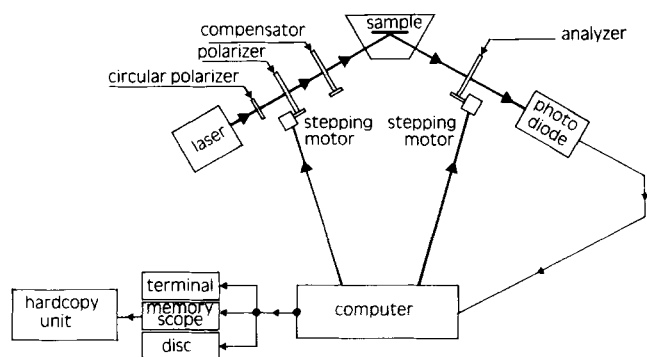 compensator
polarizer
circular polarizer
sample
analyzer
laser
stepping
motor
stepping
motor
photo
diode
terminal
memory
scope
disc
hardcopy
unit
computer